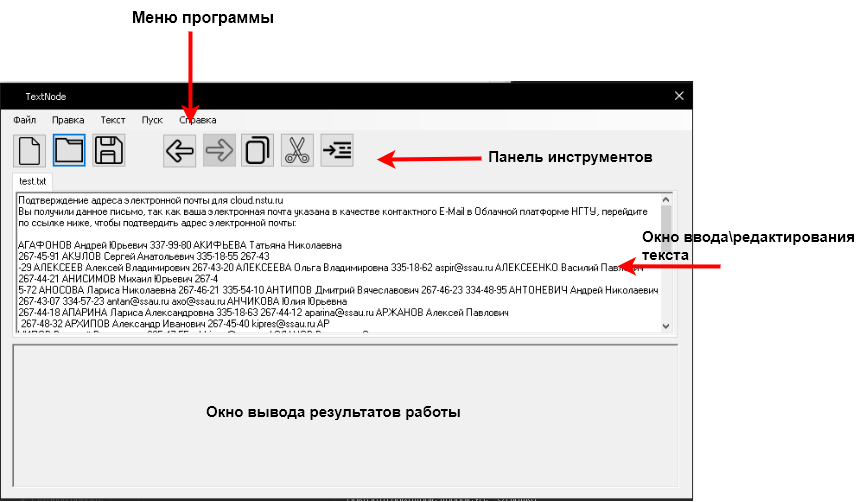 Меню программы
TextNode
Файл Правка Текст Пуск Справка
Панель инструментов
test.txt
Подтверждение адреса электронной почты для cloud.nstu.ru
Вы получили данное письмо, так как ваша электронная почта указана в качестве контактного E-Mail в Облачной платформе НГТУ, перейдите
по ссылке ниже, чтобы подтвердить адрес электронной почты:
Окно ввода\редактирования
текста
АГАФОНОВ Андрей Юрьевич 337-99-80 АКИФЬЕВА Татьяна Николаевна
267-45-91 АКУЛОВ Сергей Анатольевич 335-18-55 267-43
-29 АЛЕКСЕЕВ Алексей Владимирович 267-43-20 АЛЕКСЕЕВА Ольга Владимировна 335-18-62 aspir@ssau.ru АЛЕКСЕЕНКО Василий Павлович
267-44-21 АНИСИМОВ Михаил Юрьевич 267-4
5-72 АНОСОВА Лариса Николаевна 267-46-21 335-54-10 АНТИПОВ Дмитрий Вячеславович 267-46-23 334-48-95 АНТОНЕВИЧ Андрей Николаевич
267-43-07 334-57-23 antan@ssau.ru axo@ssau.ru АНЧИКОВА Юлия Юрьевна
267-44-18 АПАРИНА Лариса Александровна 335-18-63 267-44-12 aparina@ssau.ru АРЖАНОВ Алексей Павлович
267-48-32 АРХИПОВ Александр Иванович 267-45-40 kipres@ssau.ru АР
Окно вывода результатов работы